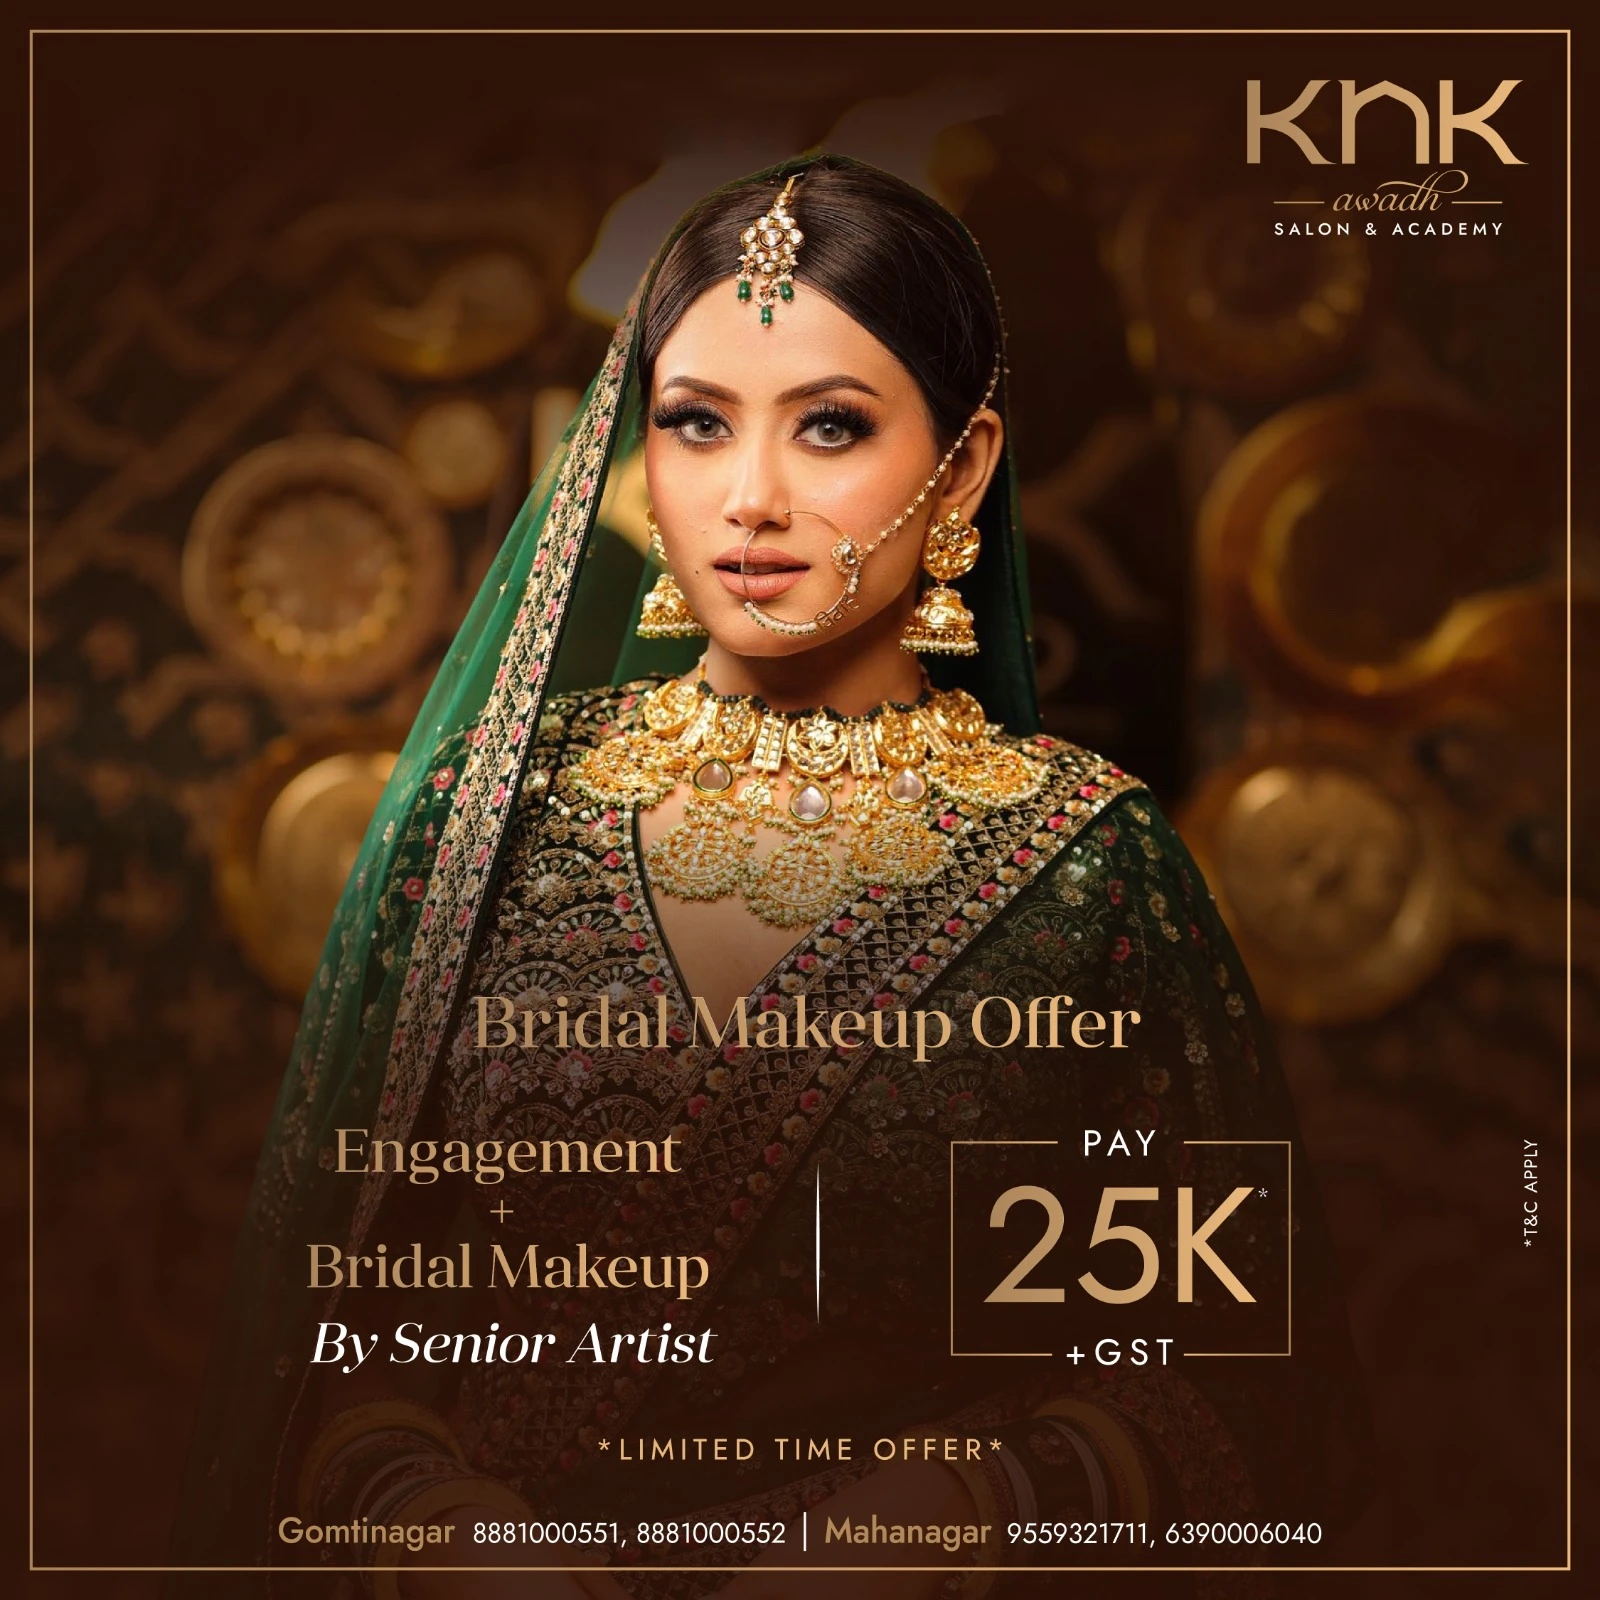 KNK
awadh
SALON & ACADEMY
Bridal Makeup Offer
Engagement
+
Bridal Makeup
By Senior Artist
PAY
25K*
+GST
*T&C APPLY
*LIMITED TIME OFFER*
Gomtinagar 8881000551, 8881000552 | Mahanagar 9559321711, 6390006040